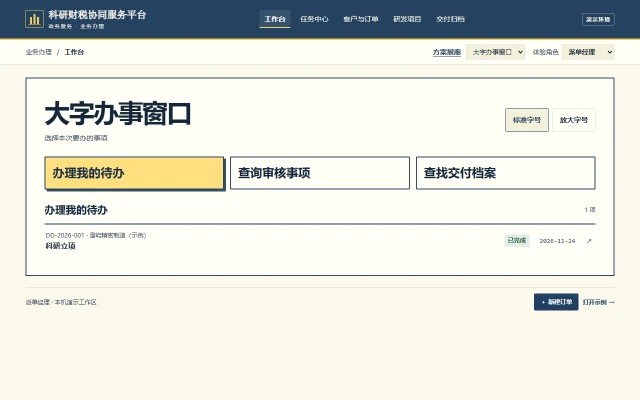 科研财税协同服务平台
政务服务 · 业务办理
工作台 任务中心 客户与订单 研发项目 交付归档
演示环境
业务办理 / 工作台
方案展廊 大字办事窗口 体验角色 派单经理
大字办事窗口
选择本次要办的事项
标准字号 放大字号
办理我的待办 查询审核事项 查找交付档案
办理我的待办
1 项
DD-2026-001 · 星岩精密制造（示例）
科研立项
已完成 2026-11-24 ↗
派单经理 · 本机演示工作区
+ 新建订单 打开示例 →